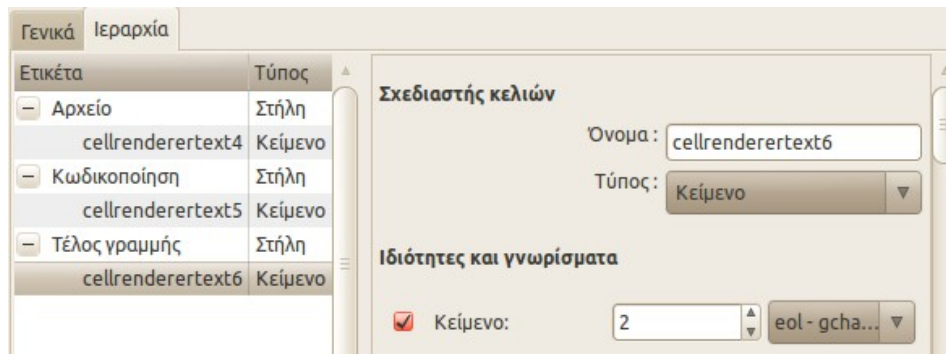 Γενικά Ιεραρχία
Ετικέτα Τύπος
Αρχείο Στήλη
cellrenderertext4 Κείμενο
Κωδικοποίηση Στήλη
cellrenderertext5 Κείμενο
Τέλος γραμμής Στήλη
cellrenderertext6 Κείμενο
Σχεδιαστής κελιών
Όνομα : cellrenderertext6
Τύπος : Κείμενο
Ιδιότητες και γνωρίσματα
Κείμενο: 2 eol - gcha...